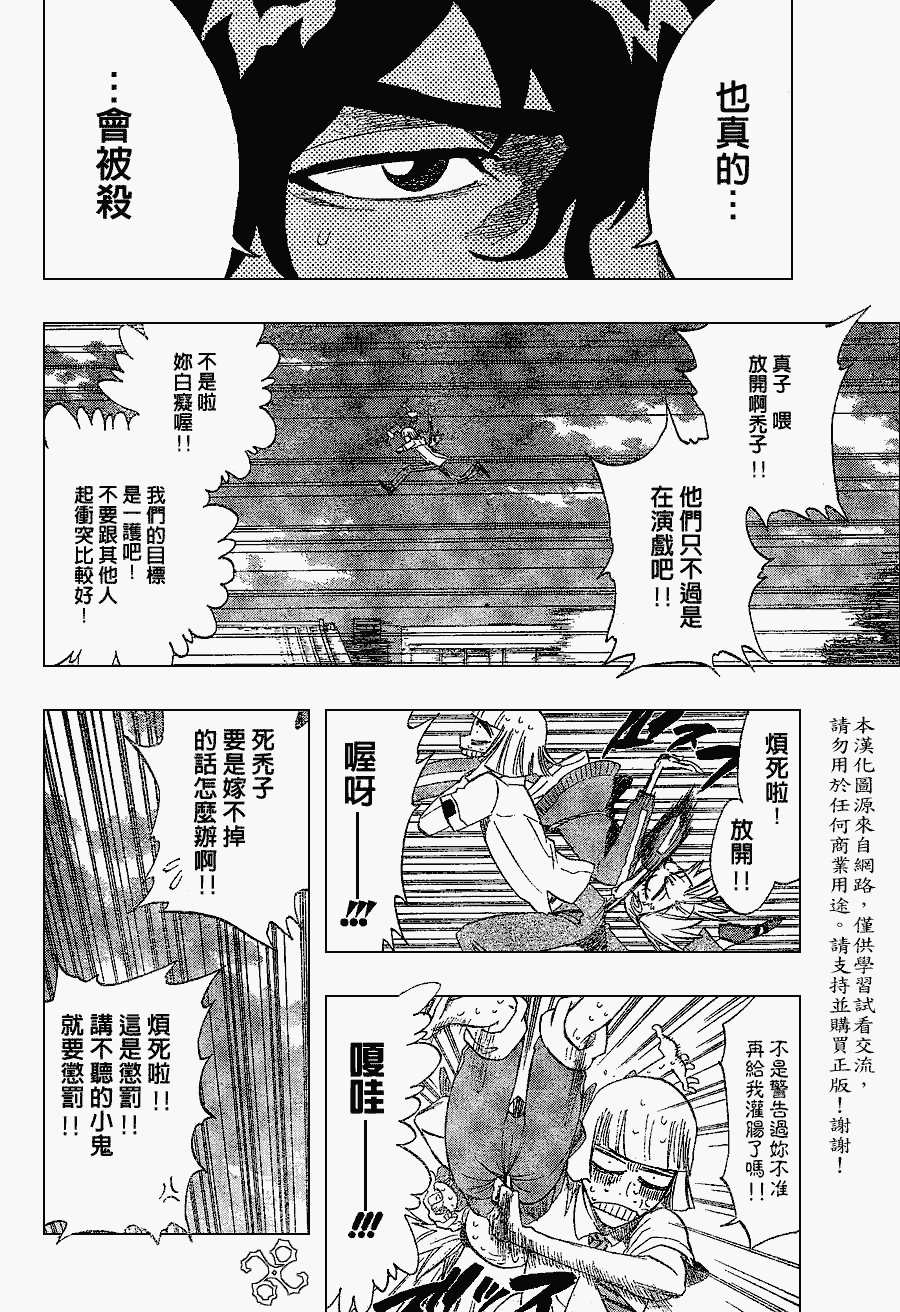 也真的…
…會被殺
真子　喂
放開啊禿子!!
他們只不過是
在演戲吧!!
不是啦
妳白癡喔!!
我們的目標
是一護吧!
不要跟其他人
起衝突比較好!
煩死啦!
放開!!
喔呀——!!!
不是警告過妳不准
再給我灌腸了嗎!!
嘎哇——!!!
死禿子
要是嫁不掉
的話怎麼辦啊!!
煩死啦!!
這是懲罰!!
講不聽的小鬼
就要懲罰!!
本漢化圖源來自網路，僅供學習試看交流，
請勿用於任何商業用途。請支持並購買正版！謝謝！